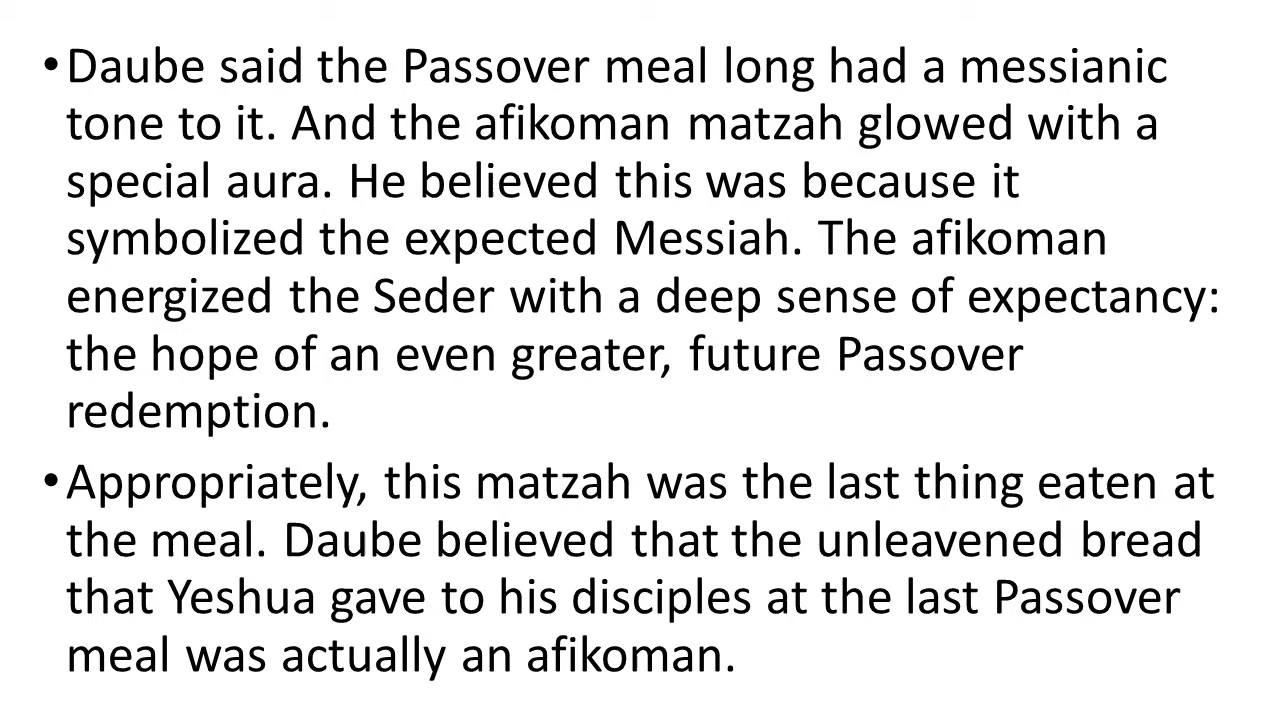 •Daube said the Passover meal long had a messianic
tone to it. And the afikoman matzah glowed with a
special aura. He believed this was because it
symbolized the expected Messiah. The afikoman
energized the Seder with a deep sense of expectancy:
the hope of an even greater, future Passover
redemption.
•Appropriately, this matzah was the last thing eaten at
the meal. Daube believed that the unleavened bread
that Yeshua gave to his disciples at the last Passover
meal was actually an afikoman.